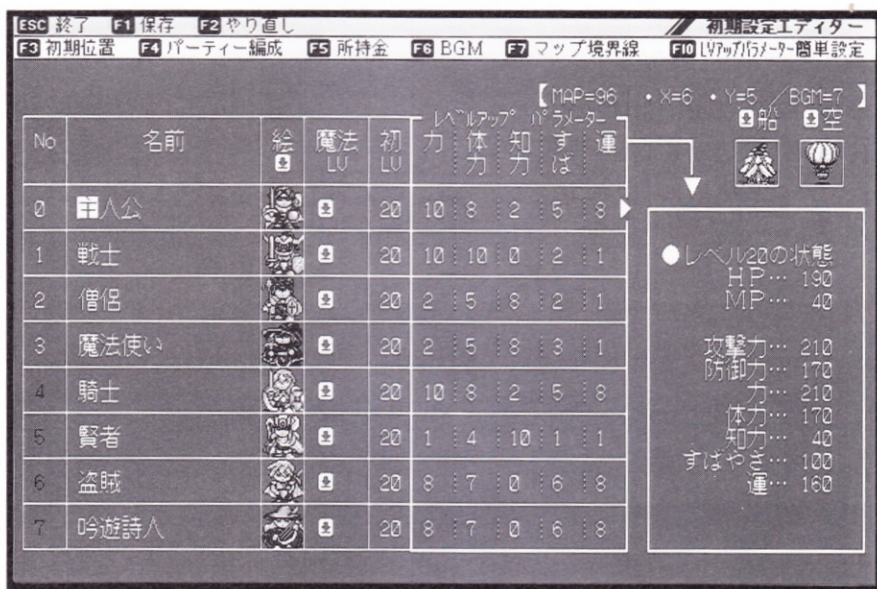 ESC 終了 F1 保存 F2 やり直し 初期設定エディター
F3 初期位置 F4 パーティー編成 F5 所持金 F6 BGM F7 マップ境界線 F10 LVアップパラメーター簡単設定
【MAP=96 ・X=6 ・Y=5 /BGM=7 】
レベルアップ パラメーター
船 空
No 名前 絵 魔法LV 初LV 力 体力 知力 すば 運
0 主人公 20 10 8 2 5 8
1 戦士 20 10 10 0 2 1
2 僧侶 20 2 5 8 2 1
3 魔法使い 20 2 5 8 3 1
4 騎士 20 10 8 2 5 8
5 賢者 20 1 4 10 1 1
6 盗賊 20 8 7 0 6 8
7 吟遊詩人 20 8 7 0 6 8
●レベル20の状態
HP… 190
MP… 40
攻撃力… 210
防御力… 170
力… 210
体力… 170
知力… 40
すばやさ… 100
運… 160